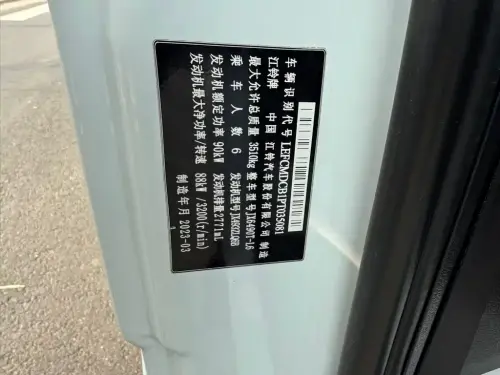 车辆识别代号 LEFCMDCB1PT035081
江铃牌 中国 江铃汽车股份有限公司 制造
最大允许总质量 3510kg 整车型号 JX6490T-L6
乘车人数 6 发动机型号 JX493ZLQ6B
发动机额定功率 90kW 发动机排量 2771mL
发动机最大净功率/转速 88kW/3200(r/min)
制造年月 2023-03